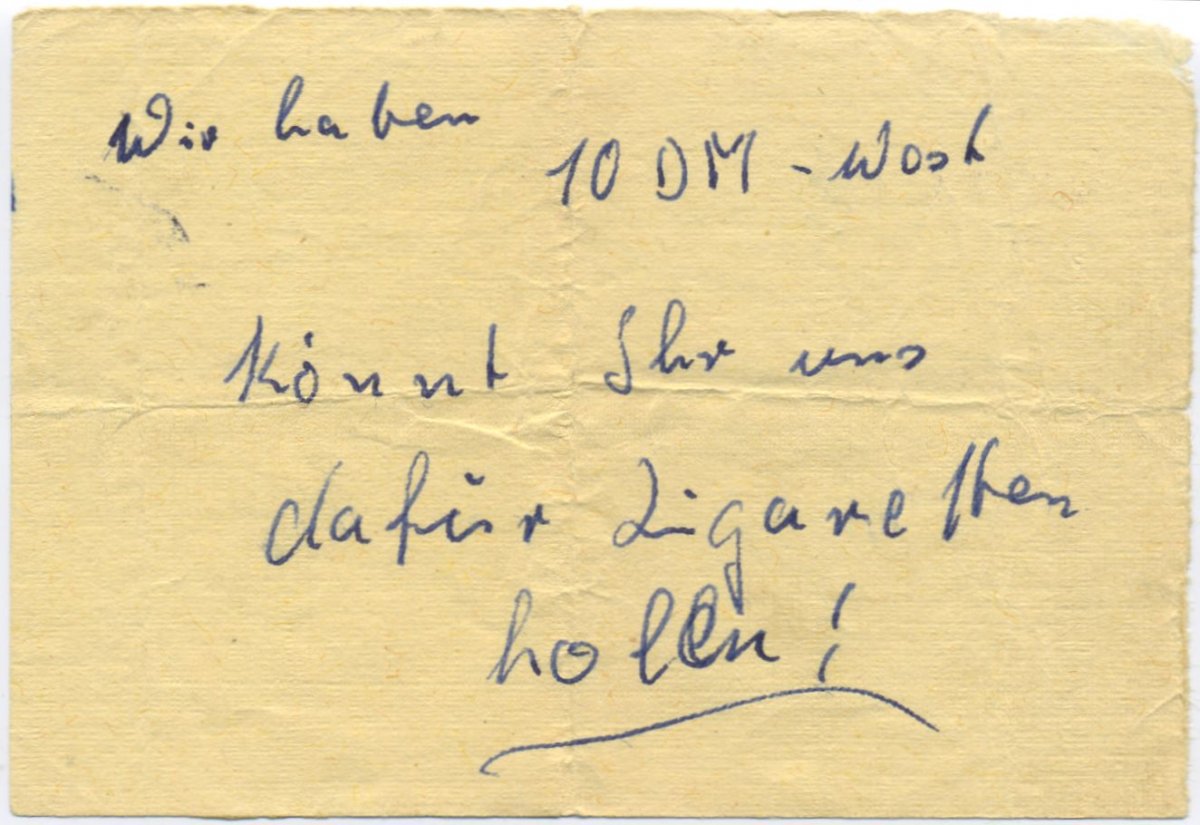 Wir haben
10 DM - West
Könnt Ihr uns
dafür Zigaretten
holen!